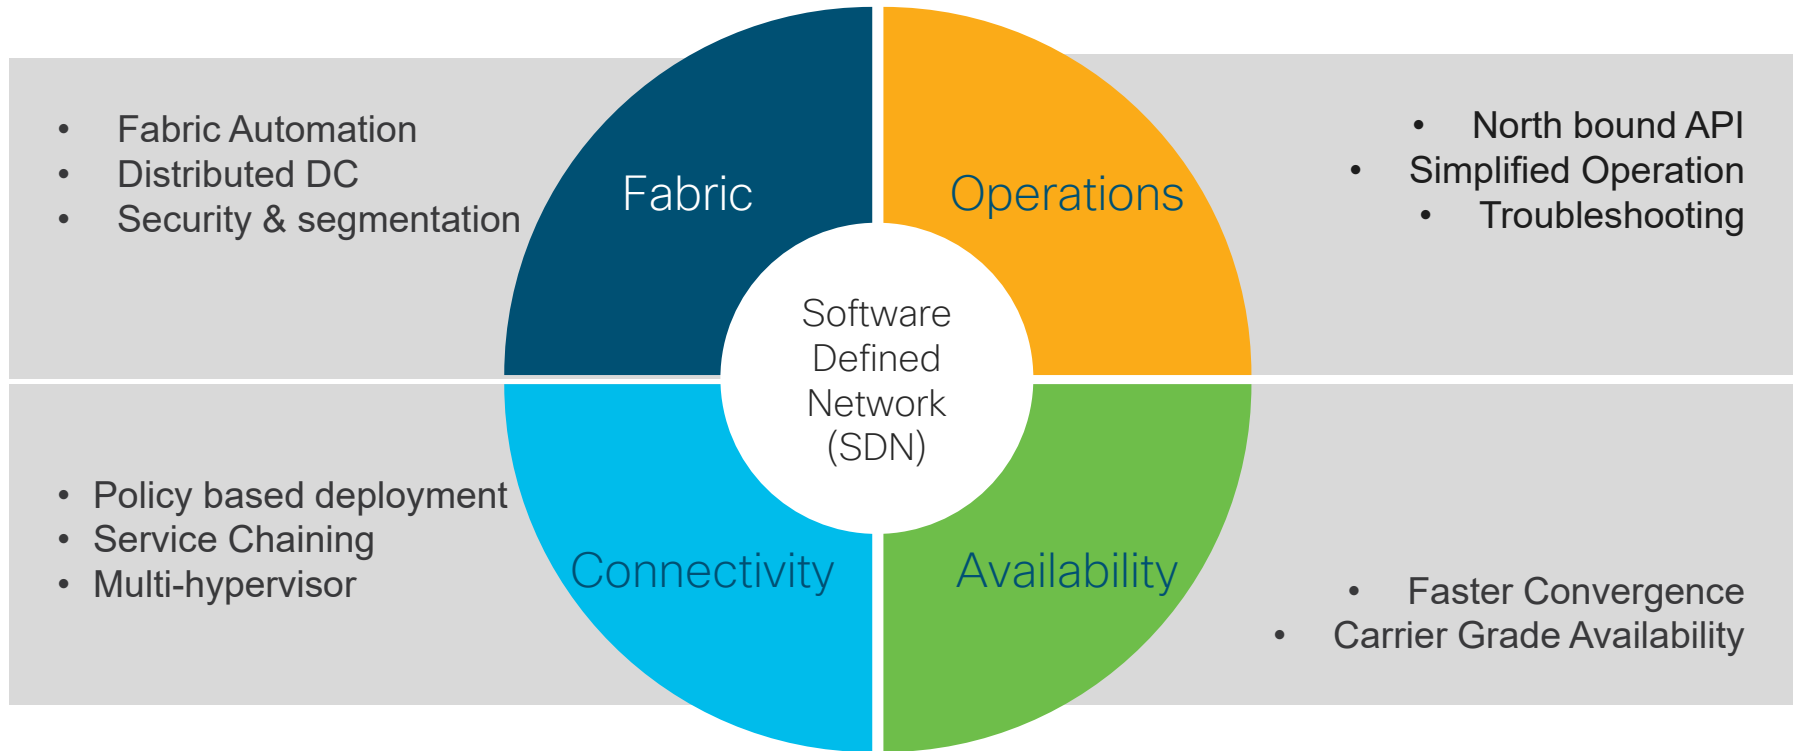 • Fabric Automation
• Distributed DC
• Security & segmentation
Fabric
Operations
• North bound API
• Simplified Operation
• Troubleshooting
Software
Defined
Network
(SDN)
• Policy based deployment
• Service Chaining
• Multi-hypervisor
Connectivity
Availability
• Faster Convergence
• Carrier Grade Availability